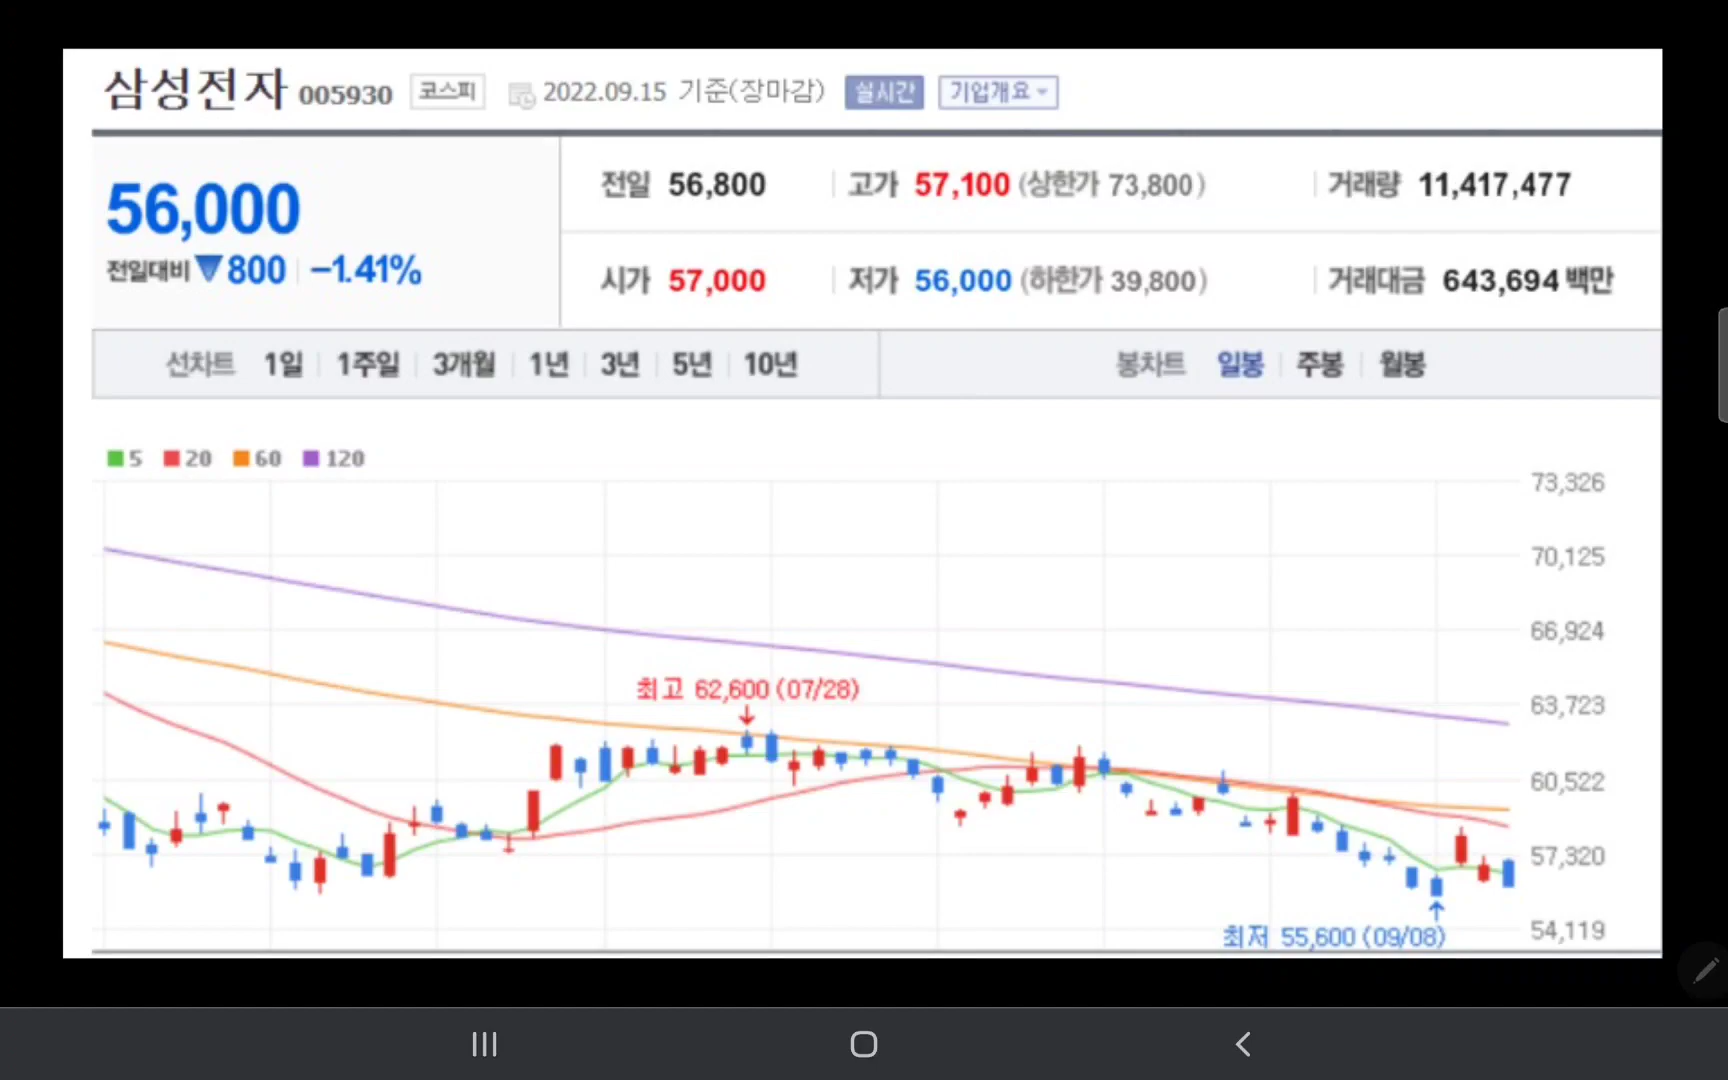 삼성전자 005930 코스피 2022.09.15 기준(장마감) 실시간 기업개요
56,000
전일대비 ▼800 -1.41%
전일 56,800 고가 57,100 (상한가 73,800) 거래량 11,417,477
시가 57,000 저가 56,000 (하한가 39,800) 거래대금 643,694 백만
선차트 1일 1주일 3개월 1년 3년 5년 10년 봉차트 일봉 주봉 월봉
5 20 60 120
73,326
70,125
66,924
최고 62,600 (07/28)
63,723
60,522
57,320
최저 55,600 (09/08)
54,119